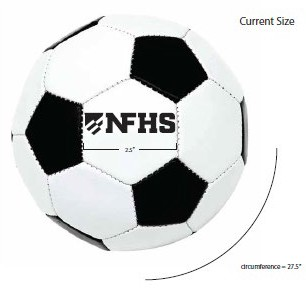 Current Size
NFHS
2.5"
circumference = 27.5"